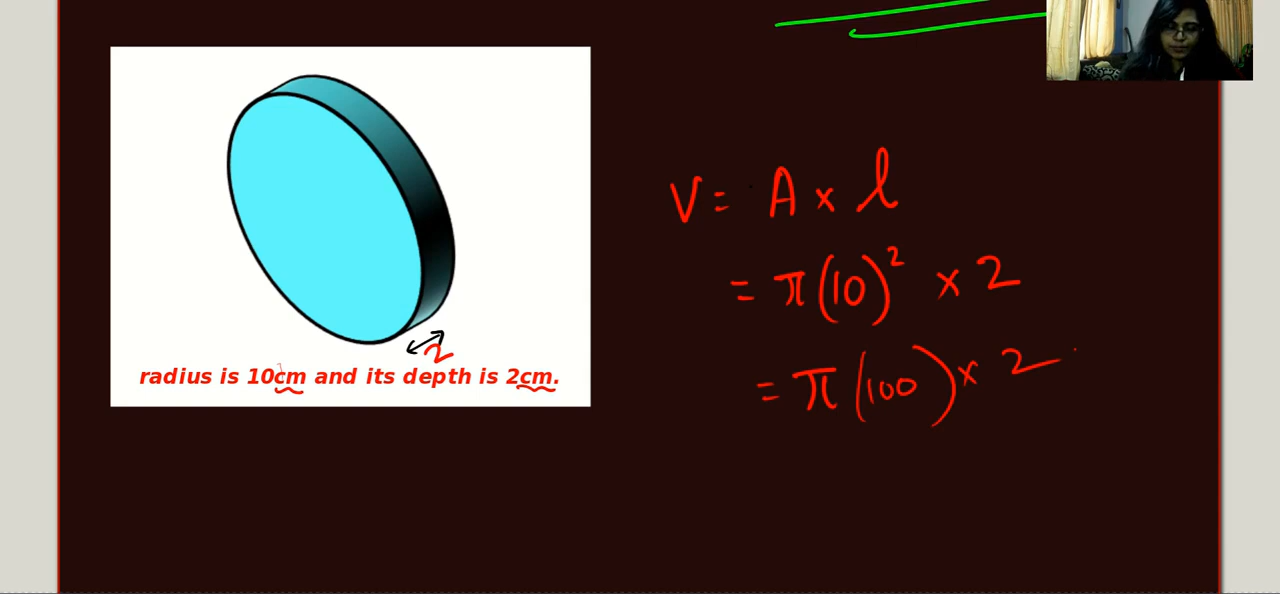 V = A × l
= π(10)² × 2
= π(100) × 2
2
radius is 10cm and its depth is 2cm.